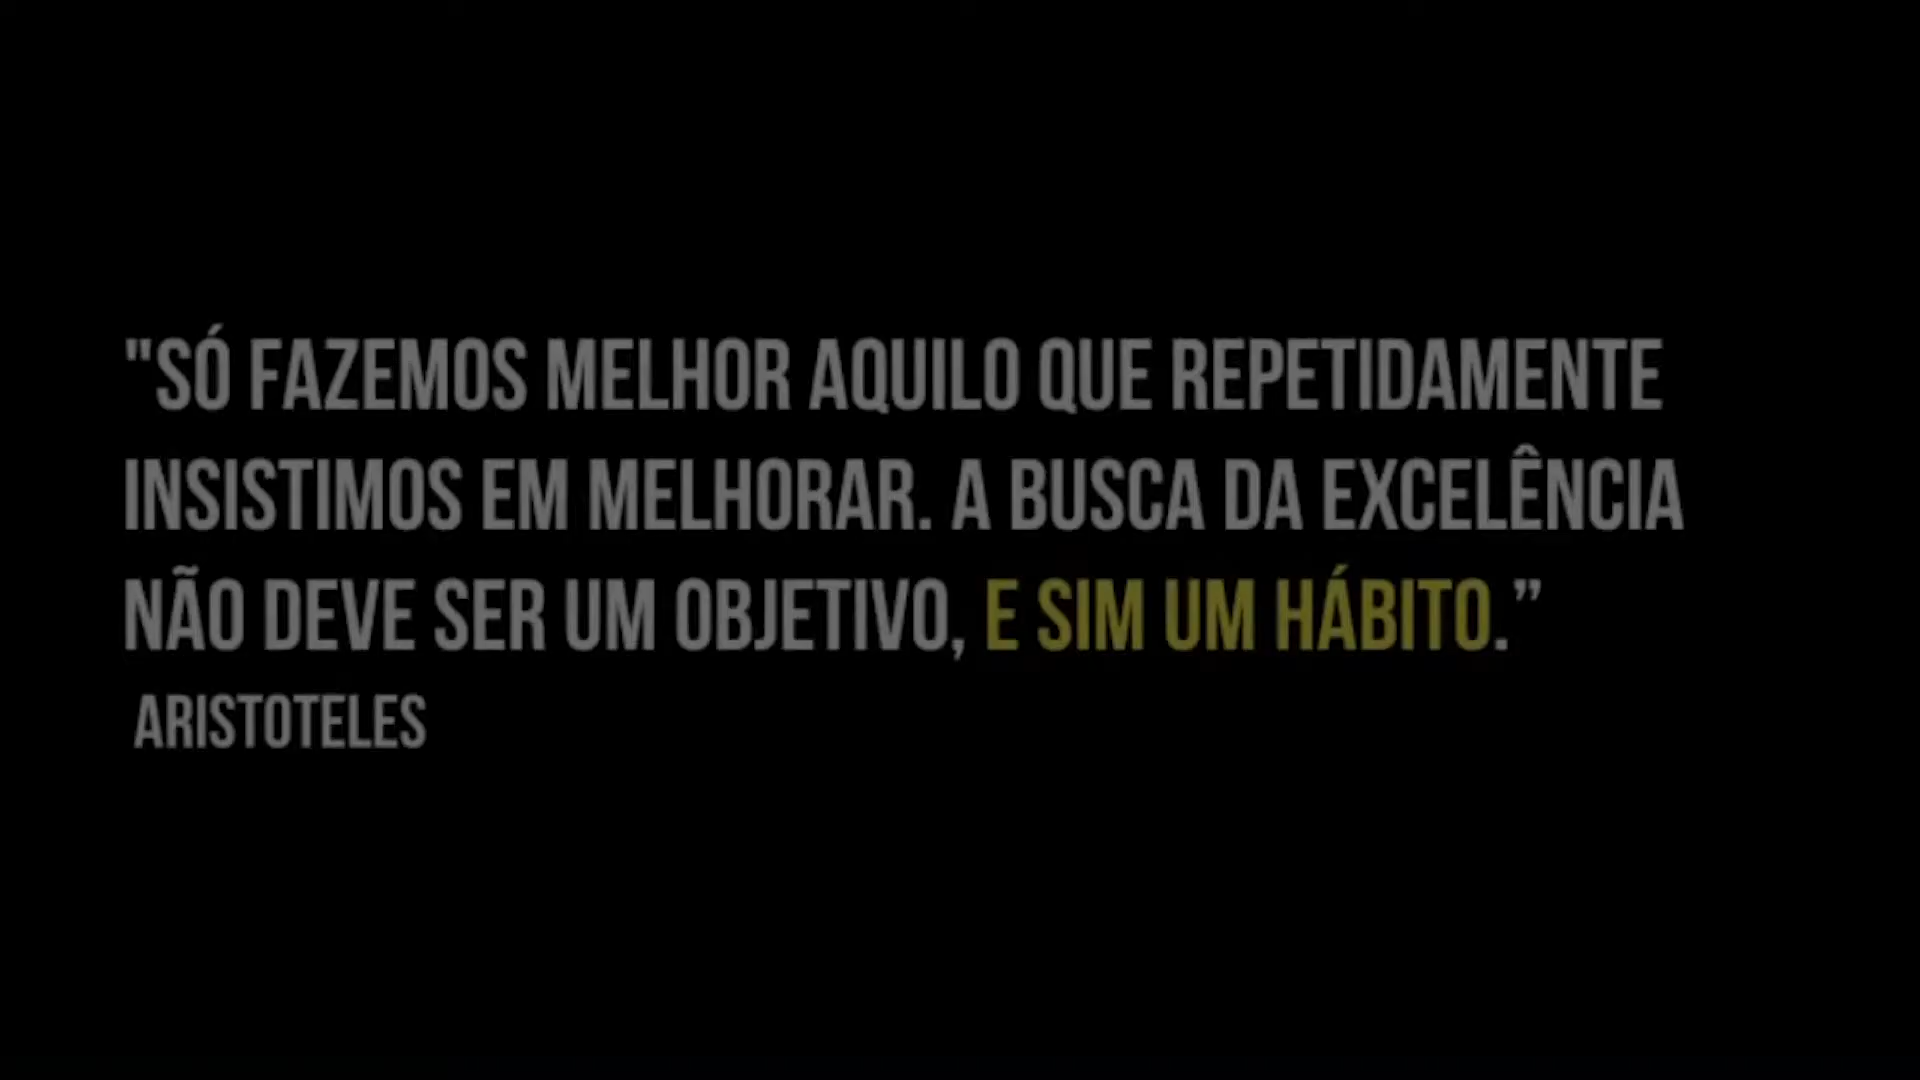 "SÓ FAZEMOS MELHOR AQUILO QUE REPETIDAMENTE
INSISTIMOS EM MELHORAR. A BUSCA DA EXCELÊNCIA
NÃO DEVE SER UM OBJETIVO, E SIM UM HÁBITO.”
ARISTOTELES